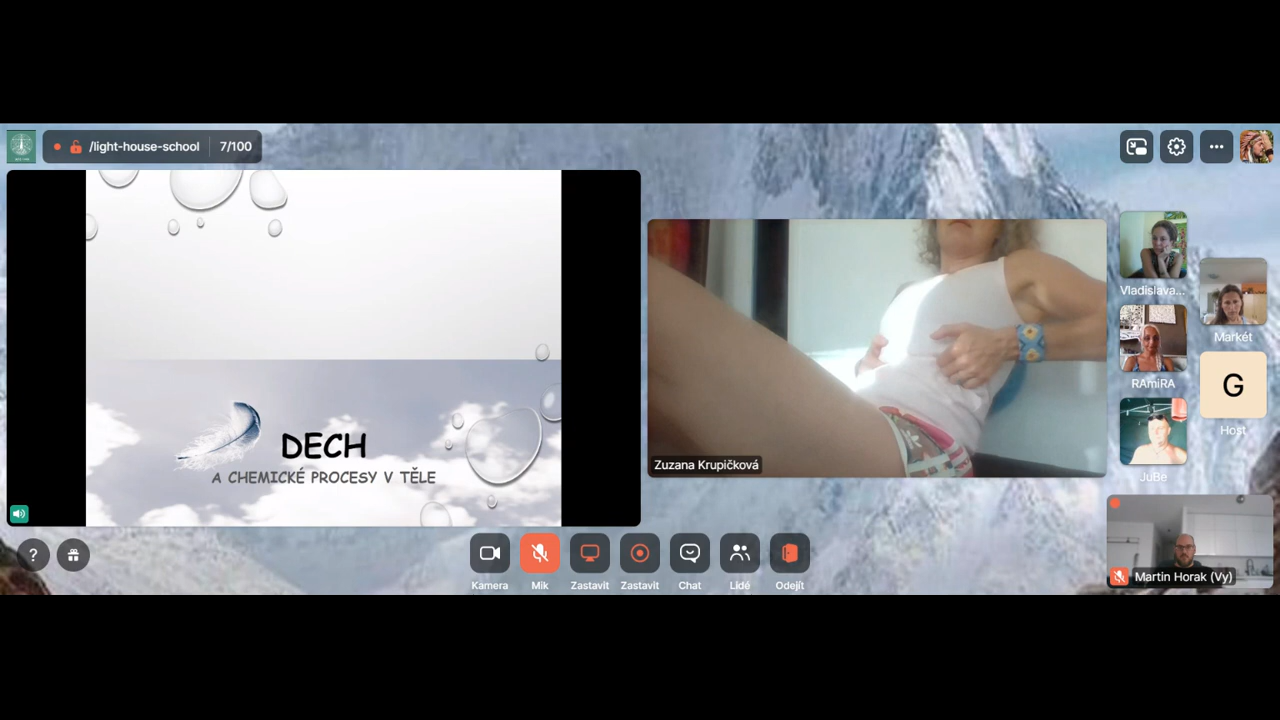 /light-house-school 7/100
DECH
A CHEMICKÉ PROCESY V TĚLE
Zuzana Krupičková
Vladislava...
Markét
RAmiRA
G
Host
JuBe
Martin Horak (Vy)
?
Kamera Mik Zastavit Zastavit Chat Lidé Odejít